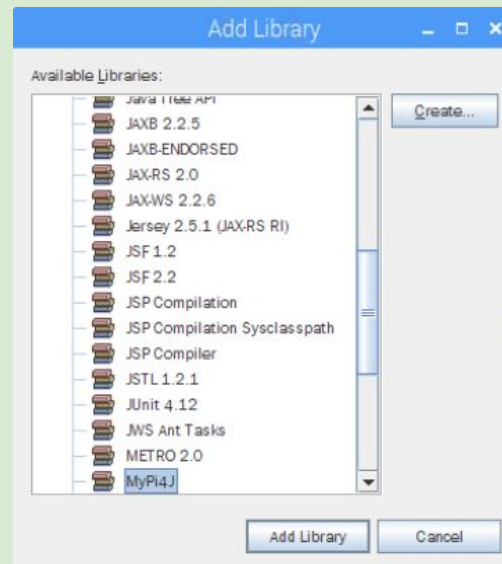 Add Library
Available Libraries:
Create...
Java Tree API
JAXB 2.2.5
JAXB-ENDORSED
JAX-RS 2.0
JAX-WS 2.2.6
Jersey 2.5.1 (JAX-RS RI)
JSF 1.2
JSF 2.2
JSP Compilation
JSP Compilation Sysclasspath
JSP Compiler
JSTL 1.2.1
JUnit 4.12
JWS Ant Tasks
METRO 2.0
MyPi4J
Add Library
Cancel